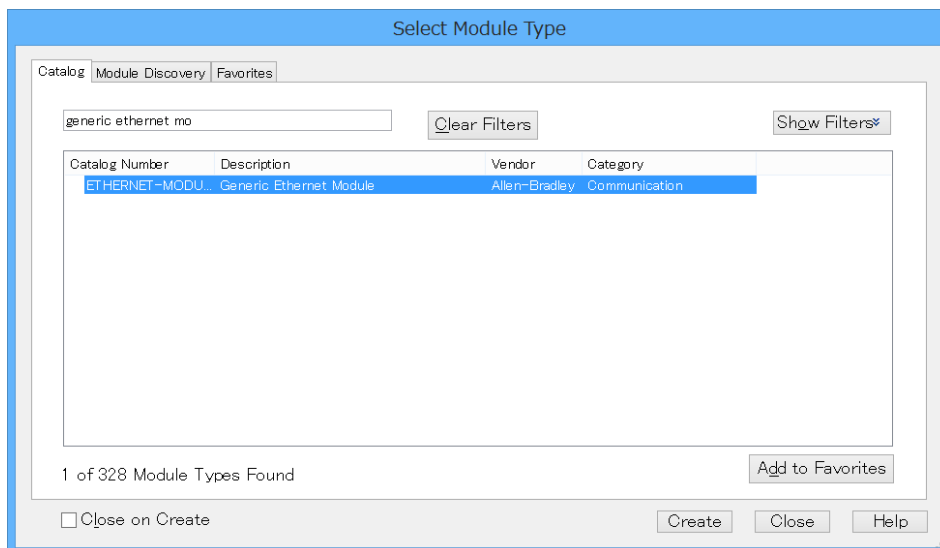 Select Module Type
Catalog Module Discovery Favorites
generic ethernet mo Clear Filters Show Filters
Catalog Number Description Vendor Category
ETHERNET-MODU... Generic Ethernet Module Allen-Bradley Communication
1 of 328 Module Types Found Add to Favorites
Close on Create Create Close Help